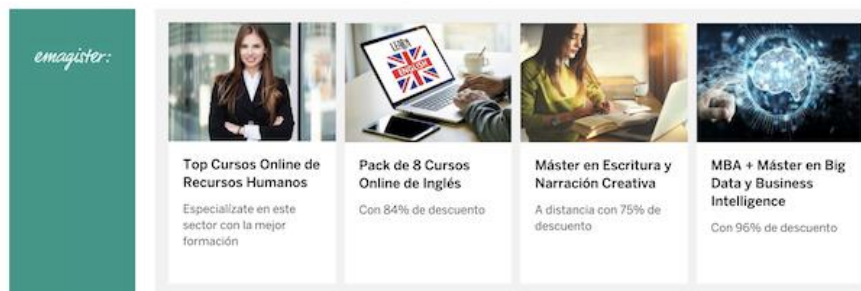 emagister:
LEARN
ENGLISH
Top Cursos Online de
Recursos Humanos
Especialízate en este
sector con la mejor
formación
Pack de 8 Cursos
Online de Inglés
Con 84% de descuento
Máster en Escritura y
Narración Creativa
A distancia con 75% de
descuento
MBA + Máster en Big
Data y Business
Intelligence
Con 96% de descuento